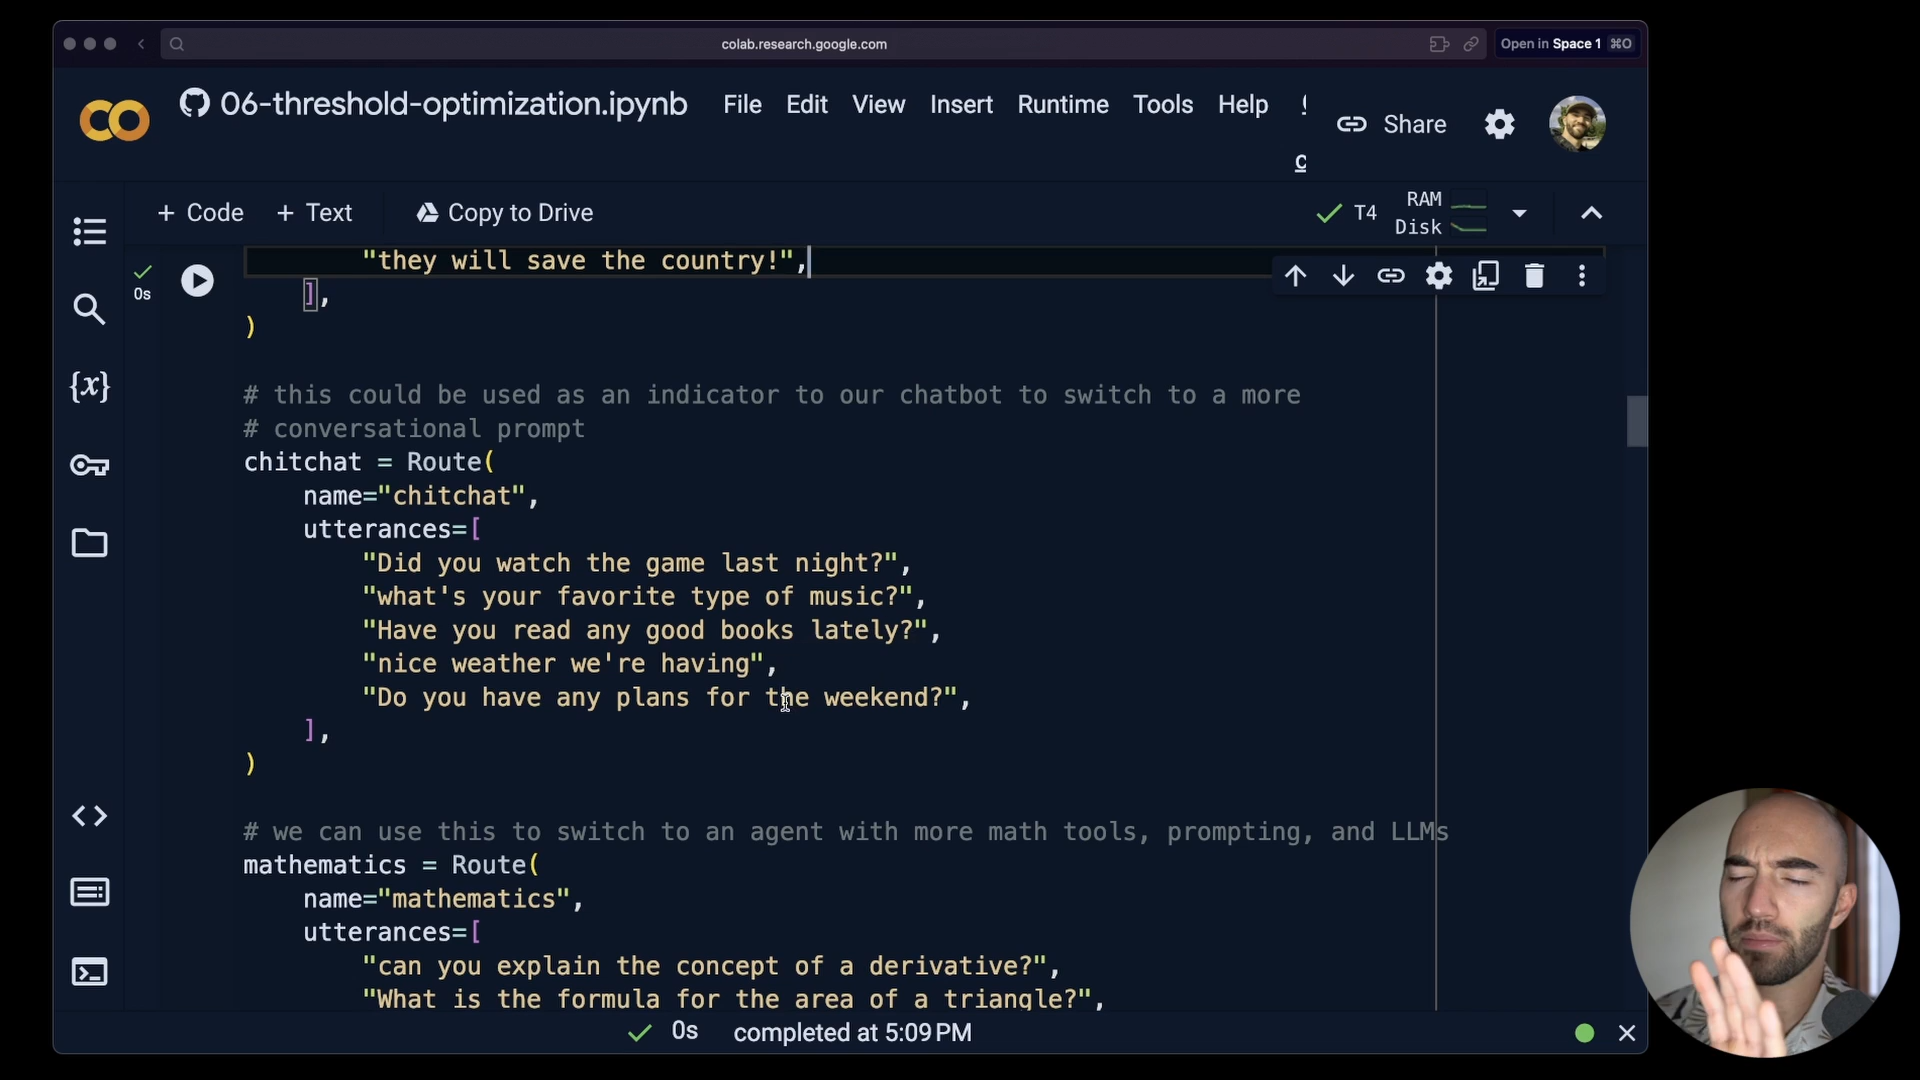 colab.research.google.com
Open in Space 1 ⌘O
06-threshold-optimization.ipynb
File Edit View Insert Runtime Tools Help
Share
+ Code + Text Copy to Drive
T4 RAM
Disk
0s
"they will save the country!",
],
)
# this could be used as an indicator to our chatbot to switch to a more
# conversational prompt
chitchat = Route(
name="chitchat",
utterances=[
"Did you watch the game last night?",
"what's your favorite type of music?",
"Have you read any good books lately?",
"nice weather we're having",
"Do you have any plans for the weekend?",
],
)
# we can use this to switch to an agent with more math tools, prompting, and LLMs
mathematics = Route(
name="mathematics",
utterances=[
"can you explain the concept of a derivative?",
"What is the formula for the area of a triangle?",
0s completed at 5:09 PM